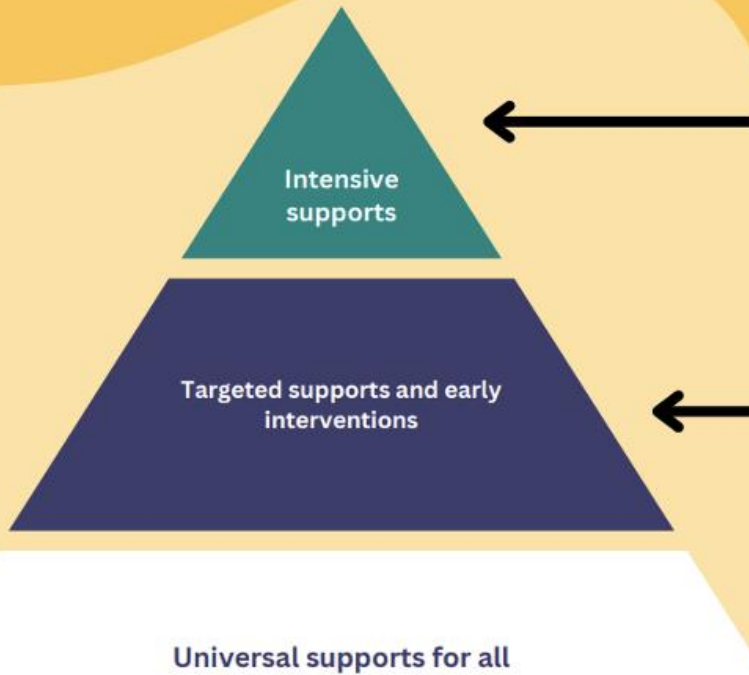 Intensive
supports
Targeted supports and early
interventions
Universal supports for all